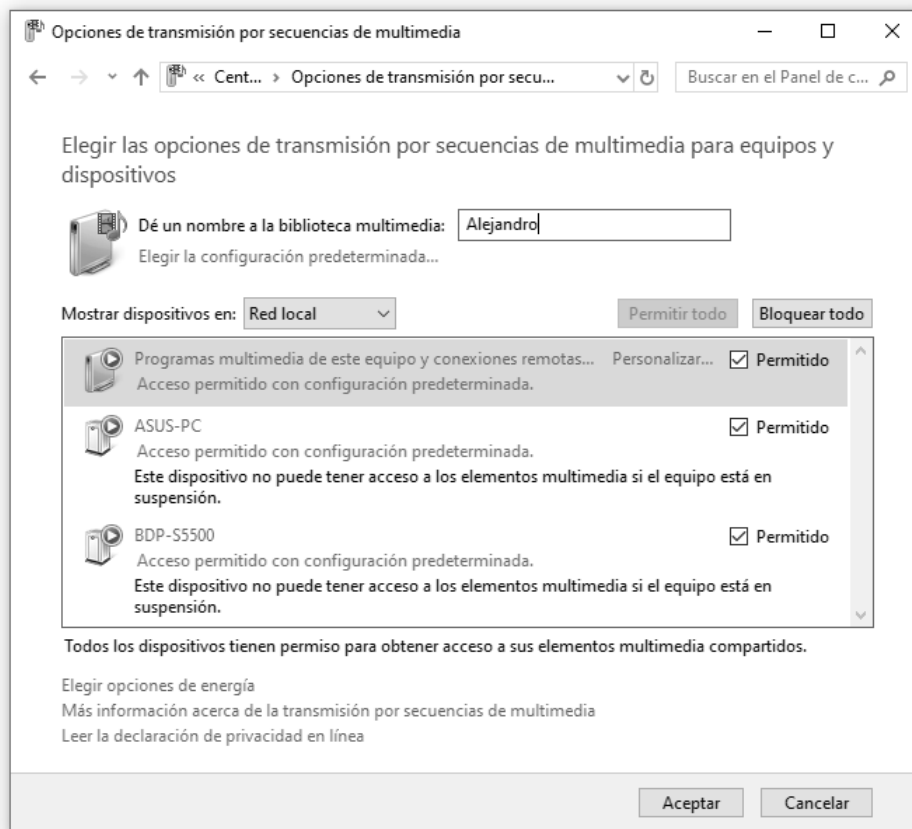 Opciones de transmisión por secuencias de multimedia
« Cent... › Opciones de transmisión por secu...
Buscar en el Panel de c...
Elegir las opciones de transmisión por secuencias de multimedia para equipos y
dispositivos
Dé un nombre a la biblioteca multimedia: Alejandro
Elegir la configuración predeterminada...
Mostrar dispositivos en: Red local
Permitir todo
Bloquear todo
Programas multimedia de este equipo y conexiones remotas... Personalizar... Permitido
Acceso permitido con configuración predeterminada.
ASUS-PC Permitido
Acceso permitido con configuración predeterminada.
Este dispositivo no puede tener acceso a los elementos multimedia si el equipo está en
suspensión.
BDP-S5500 Permitido
Acceso permitido con configuración predeterminada.
Este dispositivo no puede tener acceso a los elementos multimedia si el equipo está en
suspensión.
Todos los dispositivos tienen permiso para obtener acceso a sus elementos multimedia compartidos.
Elegir opciones de energía
Más información acerca de la transmisión por secuencias de multimedia
Leer la declaración de privacidad en línea
Aceptar
Cancelar